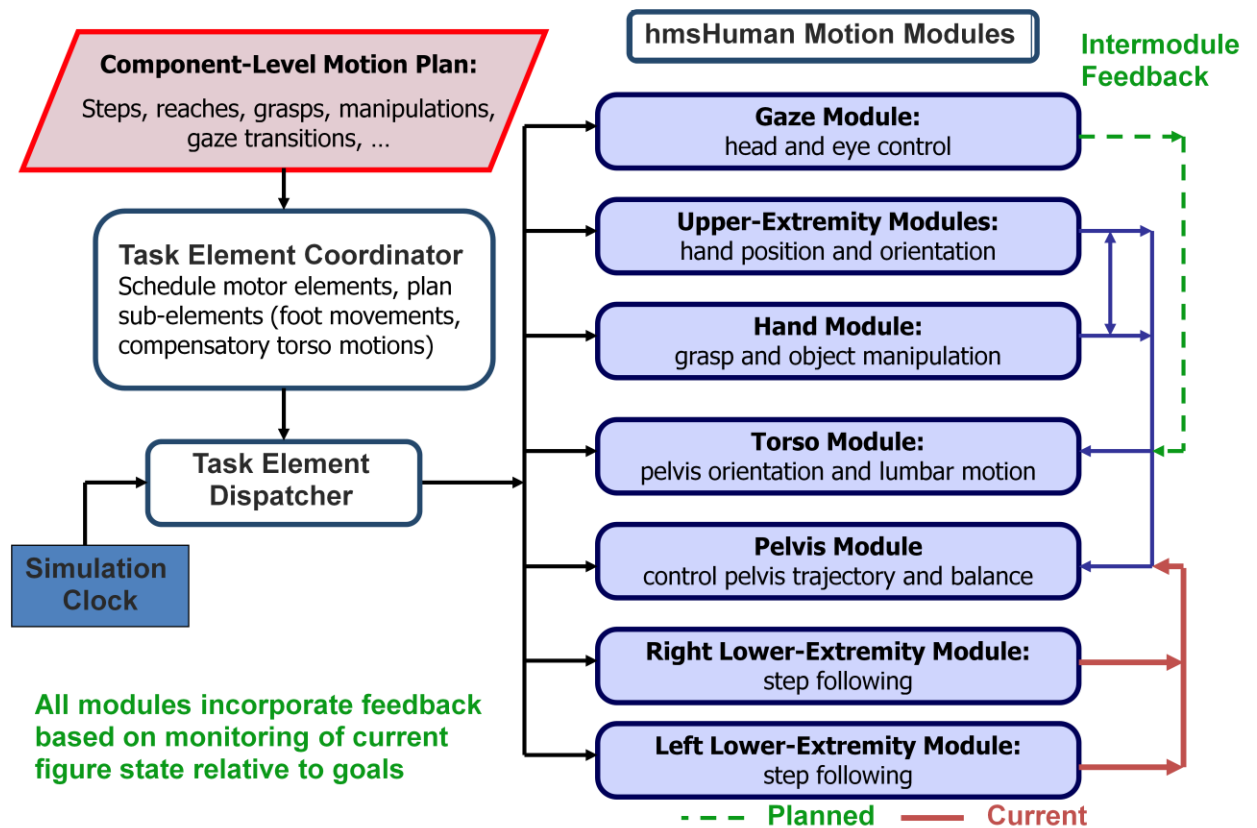 hmsHuman Motion Modules
Intermodule
Feedback
Component-Level Motion Plan:
Steps, reaches, grasps, manipulations,
gaze transitions, ...
Task Element Coordinator
Schedule motor elements, plan
sub-elements (foot movements,
compensatory torso motions)
Task Element
Dispatcher
Simulation
Clock
Gaze Module:
head and eye control
Upper-Extremity Modules:
hand position and orientation
Hand Module:
grasp and object manipulation
Torso Module:
pelvis orientation and lumbar motion
Pelvis Module
control pelvis trajectory and balance
Right Lower-Extremity Module:
step following
Left Lower-Extremity Module:
step following
All modules incorporate feedback
based on monitoring of current
figure state relative to goals
Planned
Current